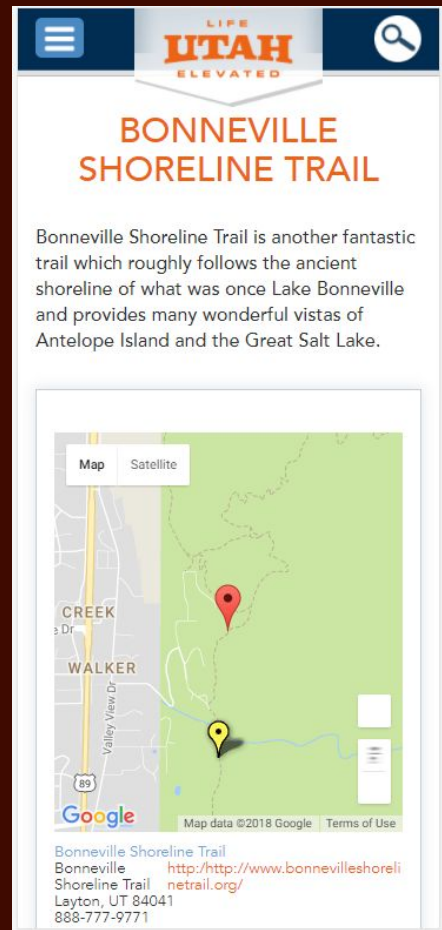 LIFE
UTAH
ELEVATED
BONNEVILLE
SHORELINE TRAIL
Bonneville Shoreline Trail is another fantastic
trail which roughly follows the ancient
shoreline of what was once Lake Bonneville
and provides many wonderful vistas of
Antelope Island and the Great Salt Lake.
Map Satellite
CREEK
Dr
WALKER
Valley View Dr
89
Google
Map data ©2018 Google Terms of Use
Bonneville Shoreline Trail
Bonneville http:/http://www.bonnevilleshoreli
Shoreline Trail netrail.org/
Layton, UT 84041
888-777-9771